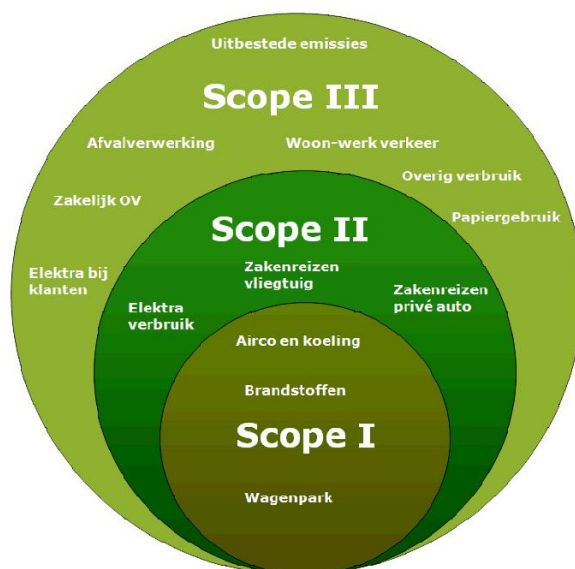 Uitbestede emissies
Scope III
Afvalverwerking
Woon-werk verkeer
Overig verbruik
Zakelijk OV
Papiergebruik
Scope II
Elektra bij
klanten
Zakenreizen
vliegtuig
Zakenreizen
privé auto
Elektra
verbruik
Airco en koeling
Brandstoffen
Scope I
Wagenpark